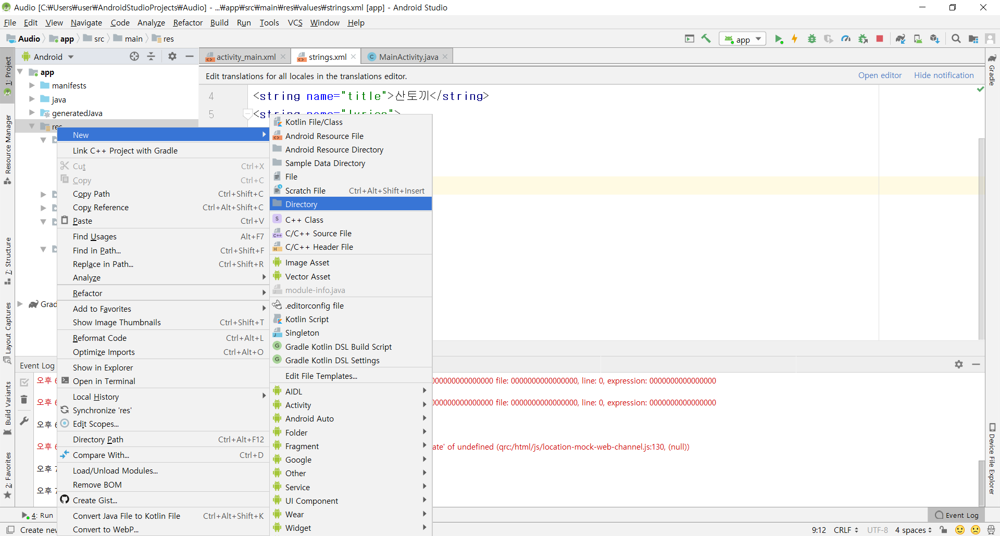 Audio [C:₩Users₩user₩AndroidStudioProjects₩Audio] - ...₩app₩src₩main₩res₩values₩strings.xml [app] - Android Studio
File Edit View Navigate Code Analyze Refactor Build Run Tools VCS Window Help
Audio app src main res app
Android activity_main.xml strings.xml MainActivity.java
1: Project
Resource Manager
7: Structure
Layout Captures
Build Variants
2: Favorites
app
manifests
java
generatedJava
res
Edit translations for all locales in the translations editor. Open editor Hide notification
4 <string name="title">산토끼</string>
5 <string name="lyrics">
New
Link C++ Project with Gradle
Cut Ctrl+X
Copy Ctrl+C
Copy Path Ctrl+Shift+C
Copy Reference Ctrl+Alt+Shift+C
Paste Ctrl+V
Find Usages Alt+F7
Find in Path... Ctrl+Shift+F
Replace in Path... Ctrl+Shift+R
Analyze
Refactor
Add to Favorites
Show Image Thumbnails Ctrl+Shift+T
Reformat Code Ctrl+Alt+L
Optimize Imports Ctrl+Alt+O
Show in Explorer
Open in Terminal
Local History
Synchronize 'res'
Edit Scopes...
Directory Path Ctrl+Alt+F12
Compare With... Ctrl+D
Load/Unload Modules...
Remove BOM
Create Gist...
Convert Java File to Kotlin File Ctrl+Alt+Shift+K
Convert to WebP...
Kotlin File/Class
Android Resource File
Android Resource Directory
Sample Data Directory
File
Scratch File Ctrl+Alt+Shift+Insert
Directory
C++ Class
C/C++ Source File
C/C++ Header File
Image Asset
Vector Asset
module-info.java
.editorconfig file
Kotlin Script
Singleton
Gradle Kotlin DSL Build Script
Gradle Kotlin DSL Settings
Edit File Templates...
AIDL
Activity
Android Auto
Folder
Fragment
Google
Other
Service
UI Component
Wear
Widget
Grad
Event Log
오후 6 000000000000000 file: 0000000000000000, line: 0, expression: 0000000000000000
오후 6 000000000000000 file: 0000000000000000, line: 0, expression: 0000000000000000
오후 6
오후 6 ate' of undefined (qrc:/html/js/location-mock-web-channel.js:130, (null))
오후 7
오후 7
Gradle
Device File Explorer
4: Run Event Log
Create new 9:12 CRLF UTF-8 4 spaces